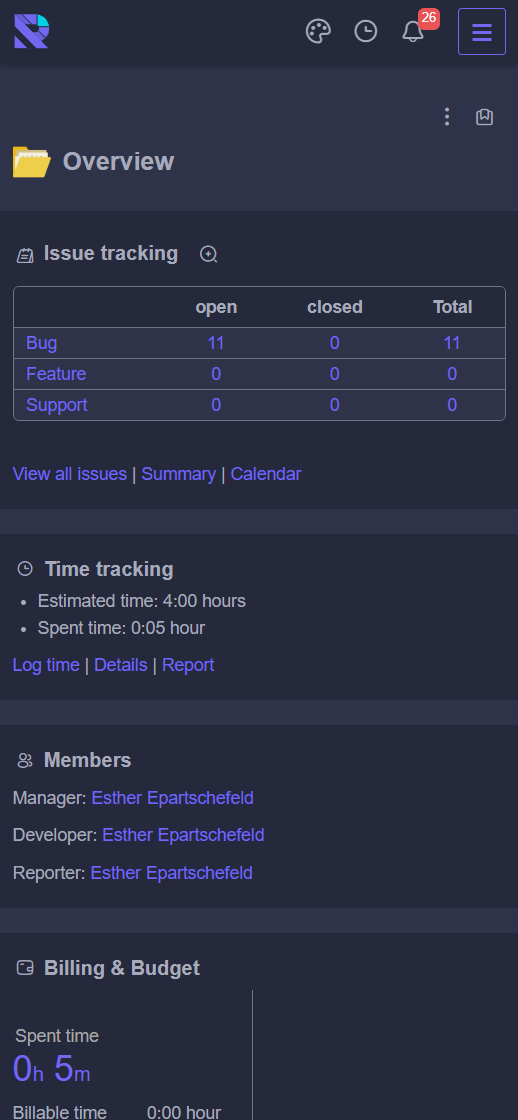 26
Overview
Issue tracking
open closed Total
Bug 11 0 11
Feature 0 0 0
Support 0 0 0
View all issues | Summary | Calendar
Time tracking
• Estimated time: 4:00 hours
• Spent time: 0:05 hour
Log time | Details | Report
Members
Manager: Esther Epartschefeld
Developer: Esther Epartschefeld
Reporter: Esther Epartschefeld
Billing & Budget
Spent time
0h 5m
Billable time 0:00 hour